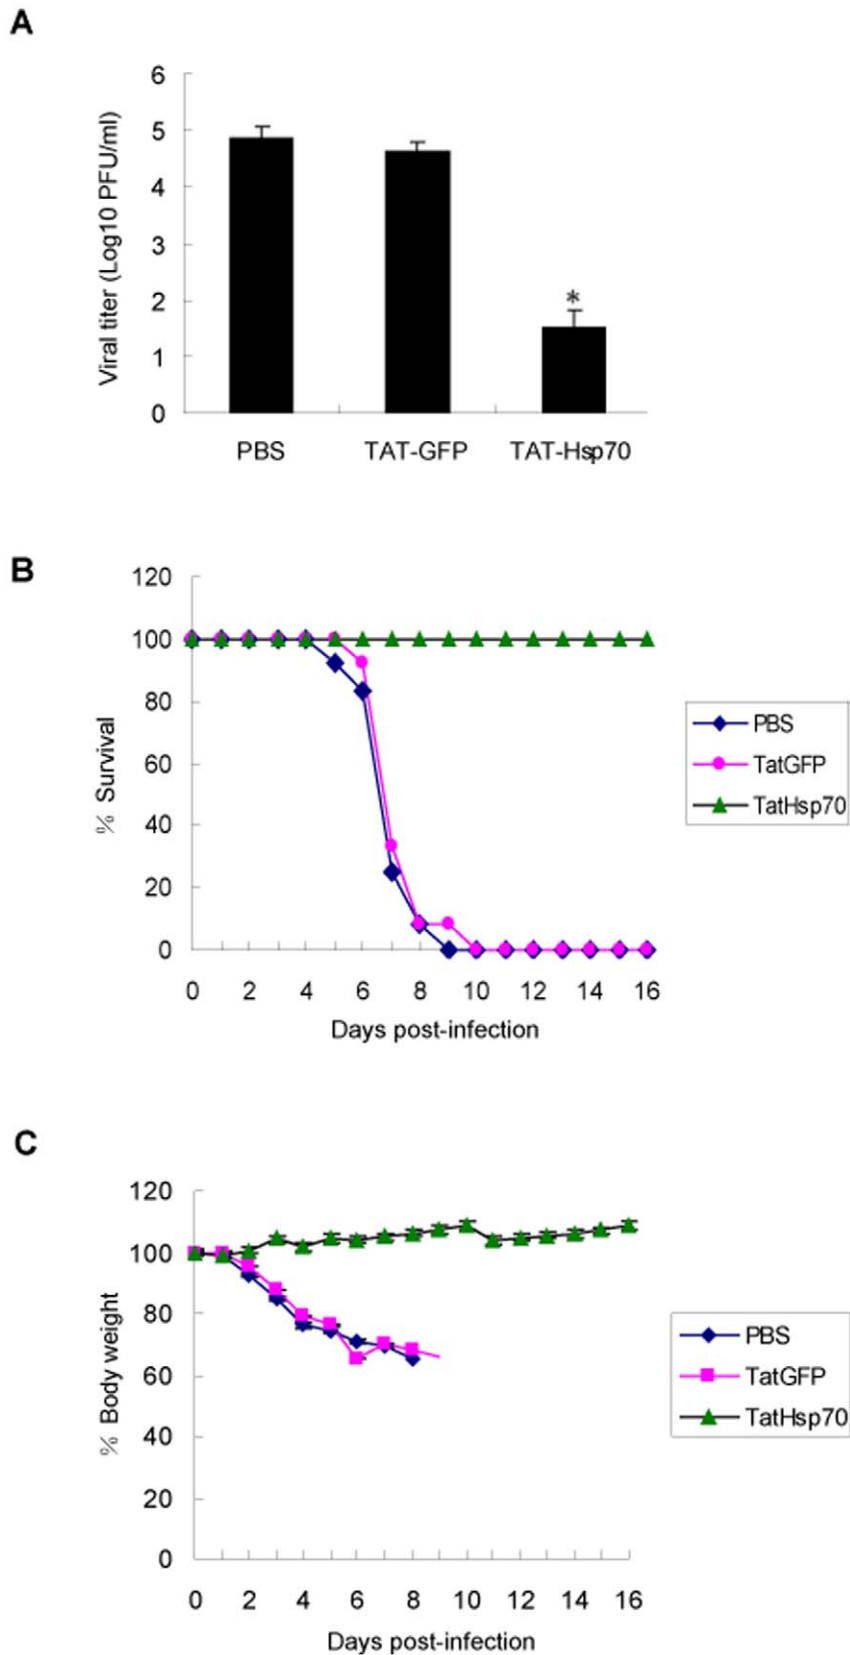 A
6
5
4
3
2
1
0
Viral titer (Log10 PFU/ml)
*
PBS TAT-GFP TAT-Hsp70
B
120
100
80
60
40
20
0
% Survival
0 2 4 6 8 10 12 14 16
Days post-infection
PBS
TatGFP
TatHsp70
C
120
100
80
60
40
20
0
% Body weight
0 2 4 6 8 10 12 14 16
Days post-infection
PBS
TatGFP
TatHsp70